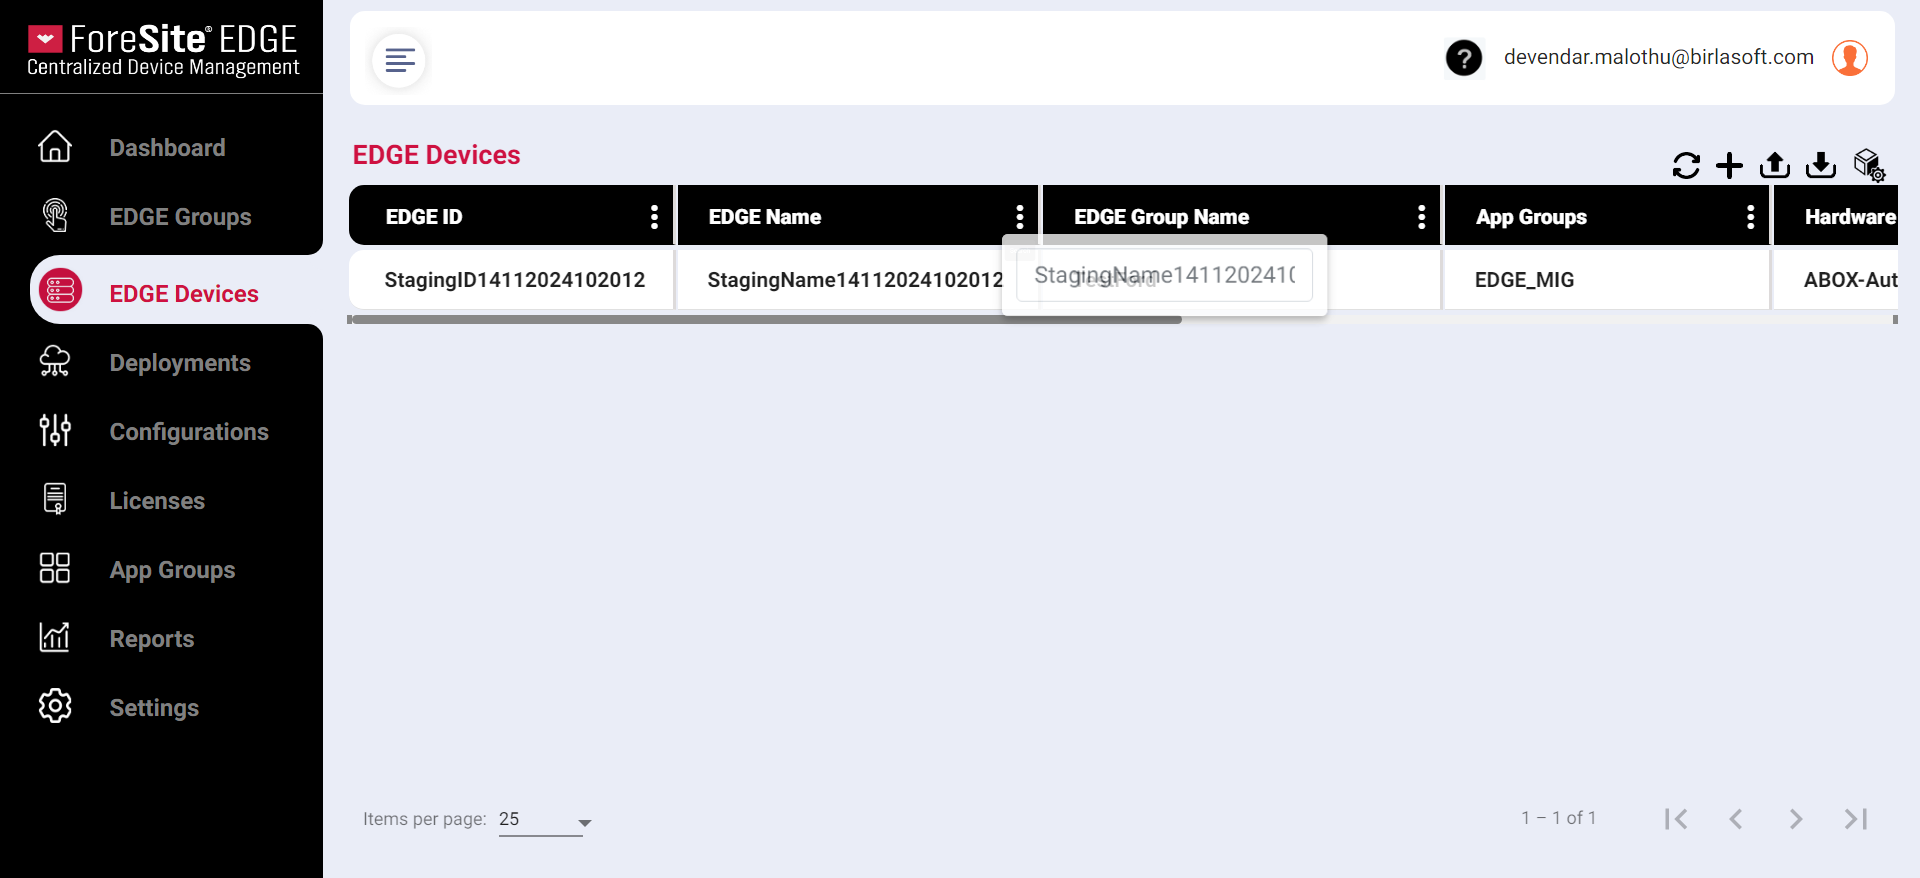 ForeSite® EDGE
Centralized Device Management
Dashboard
EDGE Groups
EDGE Devices
Deployments
Configurations
Licenses
App Groups
Reports
Settings
?
devendar.malothu@birlasoft.com
EDGE Devices
EDGE ID
EDGE Name
EDGE Group Name
App Groups
Hardware
StagingID14112024102012
StagingName14112024102012
StagingName1411202410
EDGE_MIG
ABOX-Aut
Items per page:
25
1 – 1 of 1